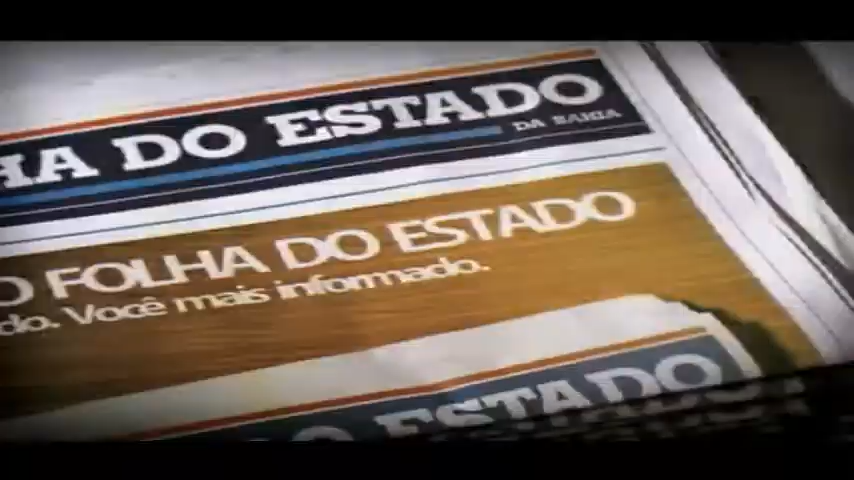 HA DO ESTADO
DA BAHIA
O FOLHA DO ESTADO
do. Você mais informado.
O ESTADO